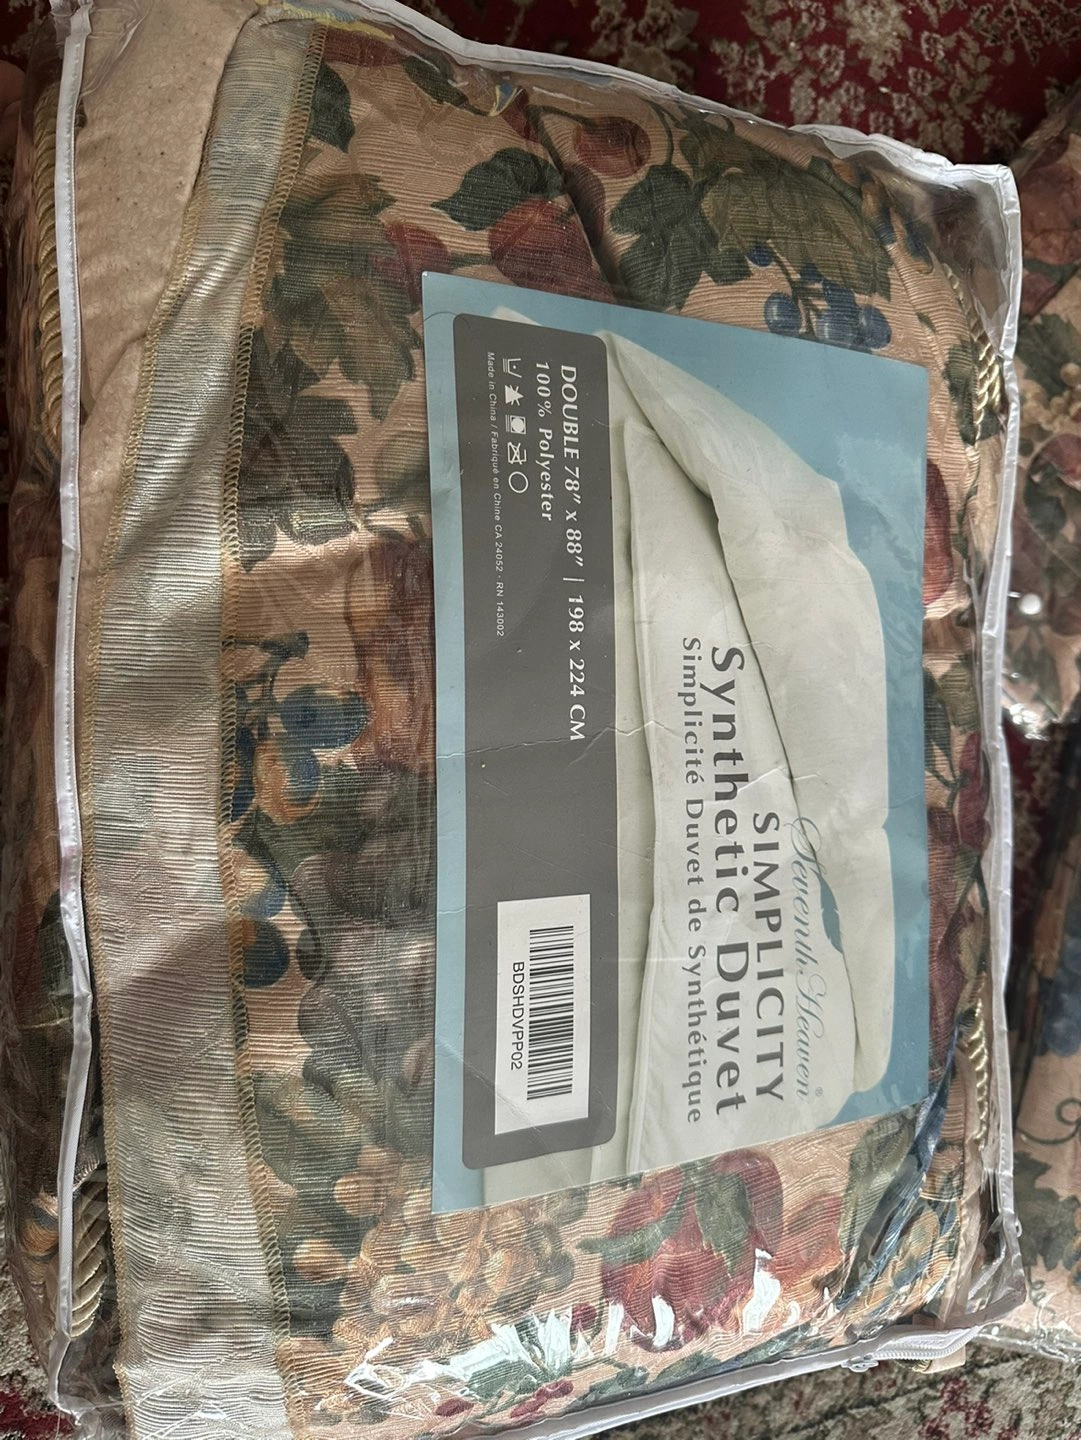 Seventh Heaven®
SIMPLICITY
Synthetic Duvet
Simplicité Duvet de Synthétique
DOUBLE 78" x 88" | 198 x 224 CM
100% Polyester
Made in China / Fabriqué en Chine CA 24052 · RN 143002
BDSHDVPP02